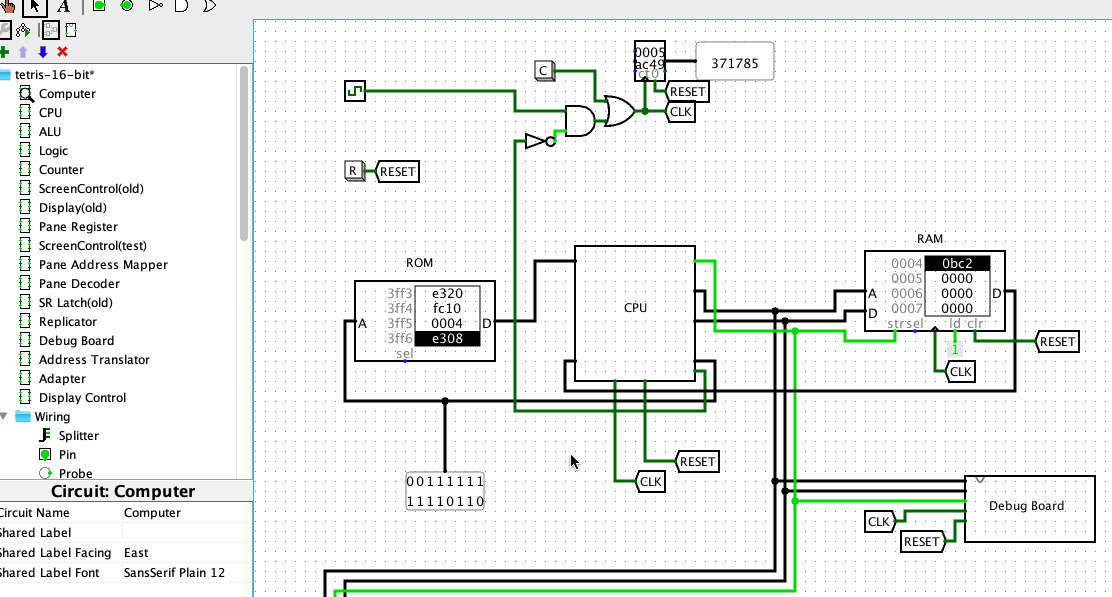 A
tetris-16-bit*
Computer
CPU
ALU
Logic
Counter
ScreenControl(old)
Display(old)
Pane Register
ScreenControl(test)
Pane Address Mapper
Pane Decoder
SR Latch(old)
Replicator
Debug Board
Address Translator
Adapter
Display Control
Wiring
Splitter
Pin
Probe
Circuit: Computer
Circuit Name Computer
Shared Label
Shared Label Facing East
Shared Label Font SansSerif Plain 12
C
0005
ac49
ct0
371785
RESET
CLK
R
RESET
ROM
3ff3 e320
3ff4 fc10
A 3ff5 0004 D
3ff6 e308
sel
CPU
RAM
0004 0bc2
0005 0000
A 0006 0000 D
D 0007 0000
str sel ld clr
1
RESET
CLK
00111111
11110110
RESET
CLK
Debug Board
CLK
RESET